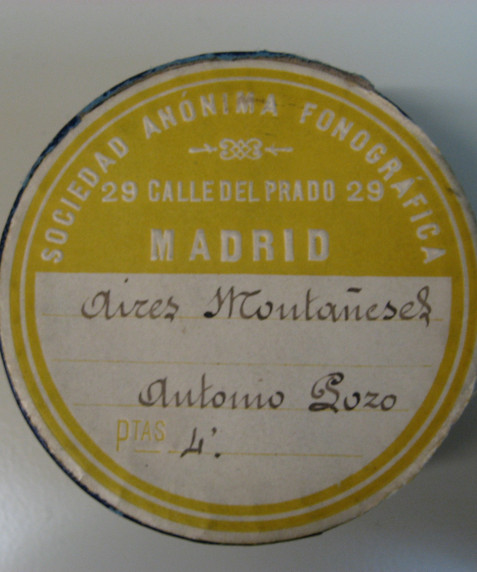 SOCIEDAD ANÓNIMA FONOGRÁFICA
29 CALLE DEL PRADO 29
MADRID
Aires Montañeses
Antonio Pozo
PTAS 4'.